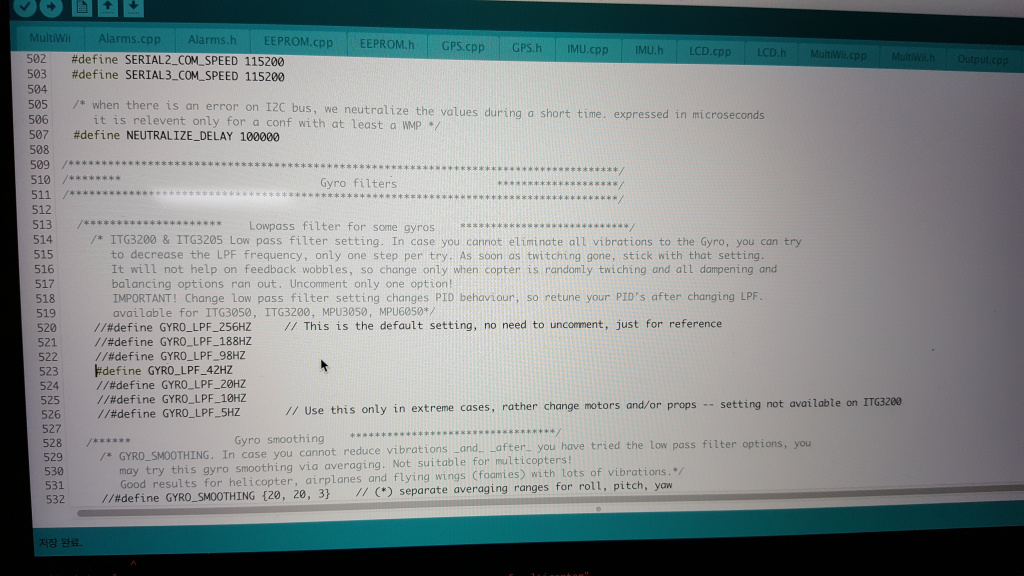 MultiWii Alarms.cpp Alarms.h EEPROM.cpp EEPROM.h GPS.cpp GPS.h IMU.cpp IMU.h LCD.cpp LCD.h MultiWii.cpp MultiWii.h Output.cpp
502 #define SERIAL2_COM_SPEED 115200
503 #define SERIAL3_COM_SPEED 115200
504
505 /* when there is an error on I2C bus, we neutralize the values during a short time. expressed in microseconds
506 it is relevent only for a conf with at least a WMP */
507 #define NEUTRALIZE_DELAY 100000
508
509 /*************************************************************************************/
510 /******** Gyro filters ********************/
511 /*************************************************************************************/
512
513 /********************* Lowpass filter for some gyros ****************************/
514 /* ITG3200 & ITG3205 Low pass filter setting. In case you cannot eliminate all vibrations to the Gyro, you can try
515 to decrease the LPF frequency, only one step per try. As soon as twitching gone, stick with that setting.
516 It will not help on feedback wobbles, so change only when copter is randomly twiching and all dampening and
517 balancing options ran out. Uncomment only one option!
518 IMPORTANT! Change low pass filter setting changes PID behaviour, so retune your PID's after changing LPF.
519 available for ITG3050, ITG3200, MPU3050, MPU6050*/
520 //#define GYRO_LPF_256HZ // This is the default setting, no need to uncomment, just for reference
521 //#define GYRO_LPF_188HZ
522 //#define GYRO_LPF_98HZ
523 #define GYRO_LPF_42HZ
524 //#define GYRO_LPF_20HZ
525 //#define GYRO_LPF_10HZ
526 //#define GYRO_LPF_5HZ // Use this only in extreme cases, rather change motors and/or props -- setting not available on ITG3200
527
528 /****** Gyro smoothing **********************************/
529 /* GYRO_SMOOTHING. In case you cannot reduce vibrations _and_ _after_ you have tried the low pass filter options, you
530 may try this gyro smoothing via averaging. Not suitable for multicopters!
531 Good results for helicopter, airplanes and flying wings (foamies) with lots of vibrations.*/
532 //#define GYRO_SMOOTHING {20, 20, 3} // (*) separate averaging ranges for roll, pitch, yaw
저장 완료.